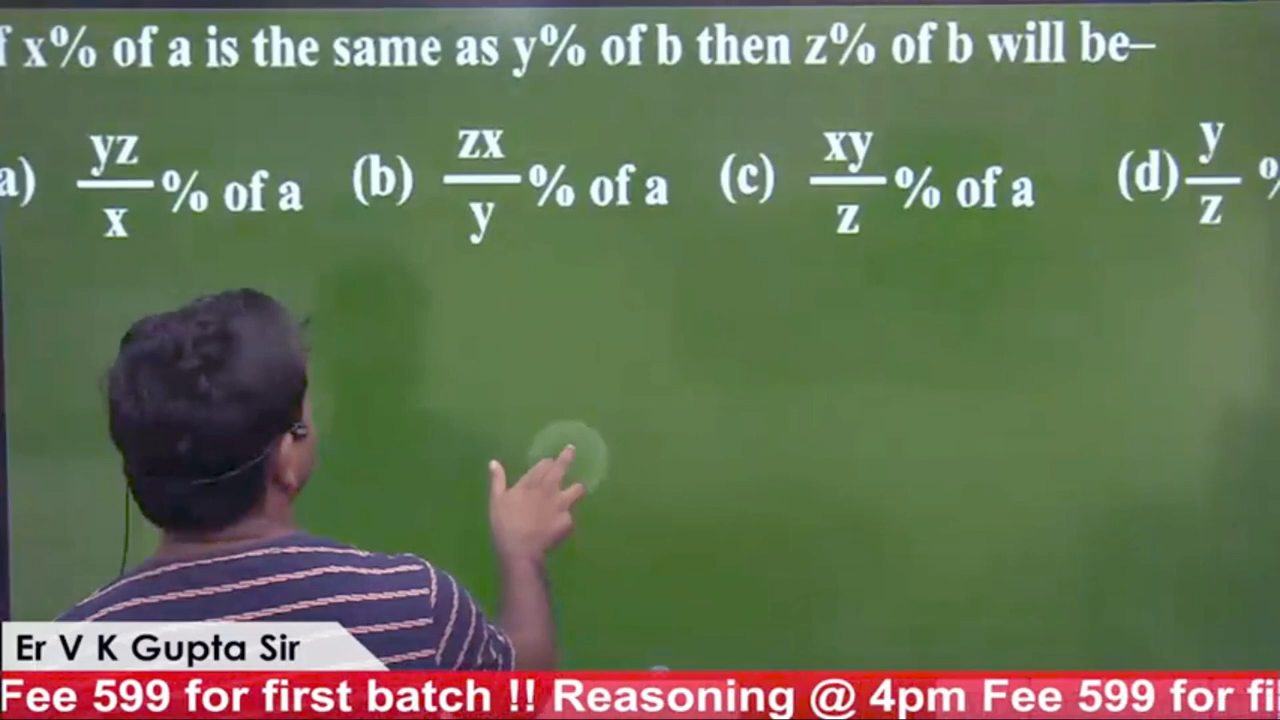 f x% of a is the same as y% of b then z% of b will be–
a) yz/x % of a (b) zx/y % of a (c) xy/z % of a (d) y/z %
Er V K Gupta Sir
Fee 599 for first batch !! Reasoning @ 4pm Fee 599 for fi